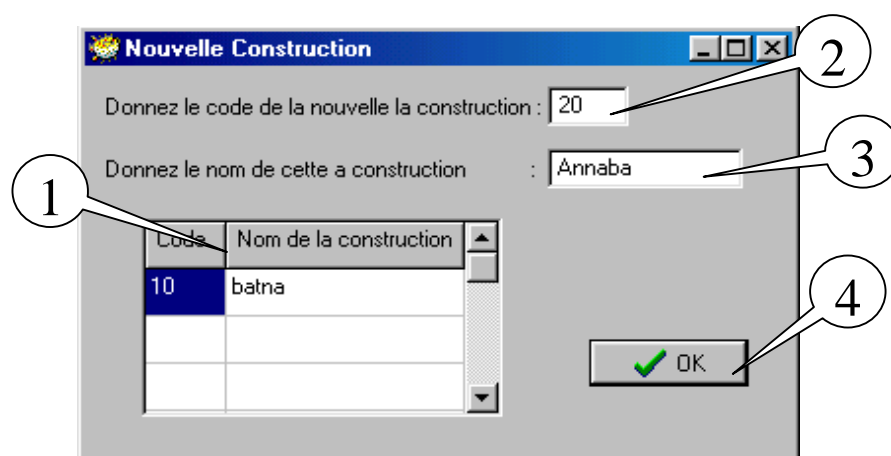 Nouvelle Construction
2
Donnez le code de la nouvelle la construction : 20
Donnez le nom de cette a construction : Annaba
3
1
Code Nom de la construction
10 batna
4
OK